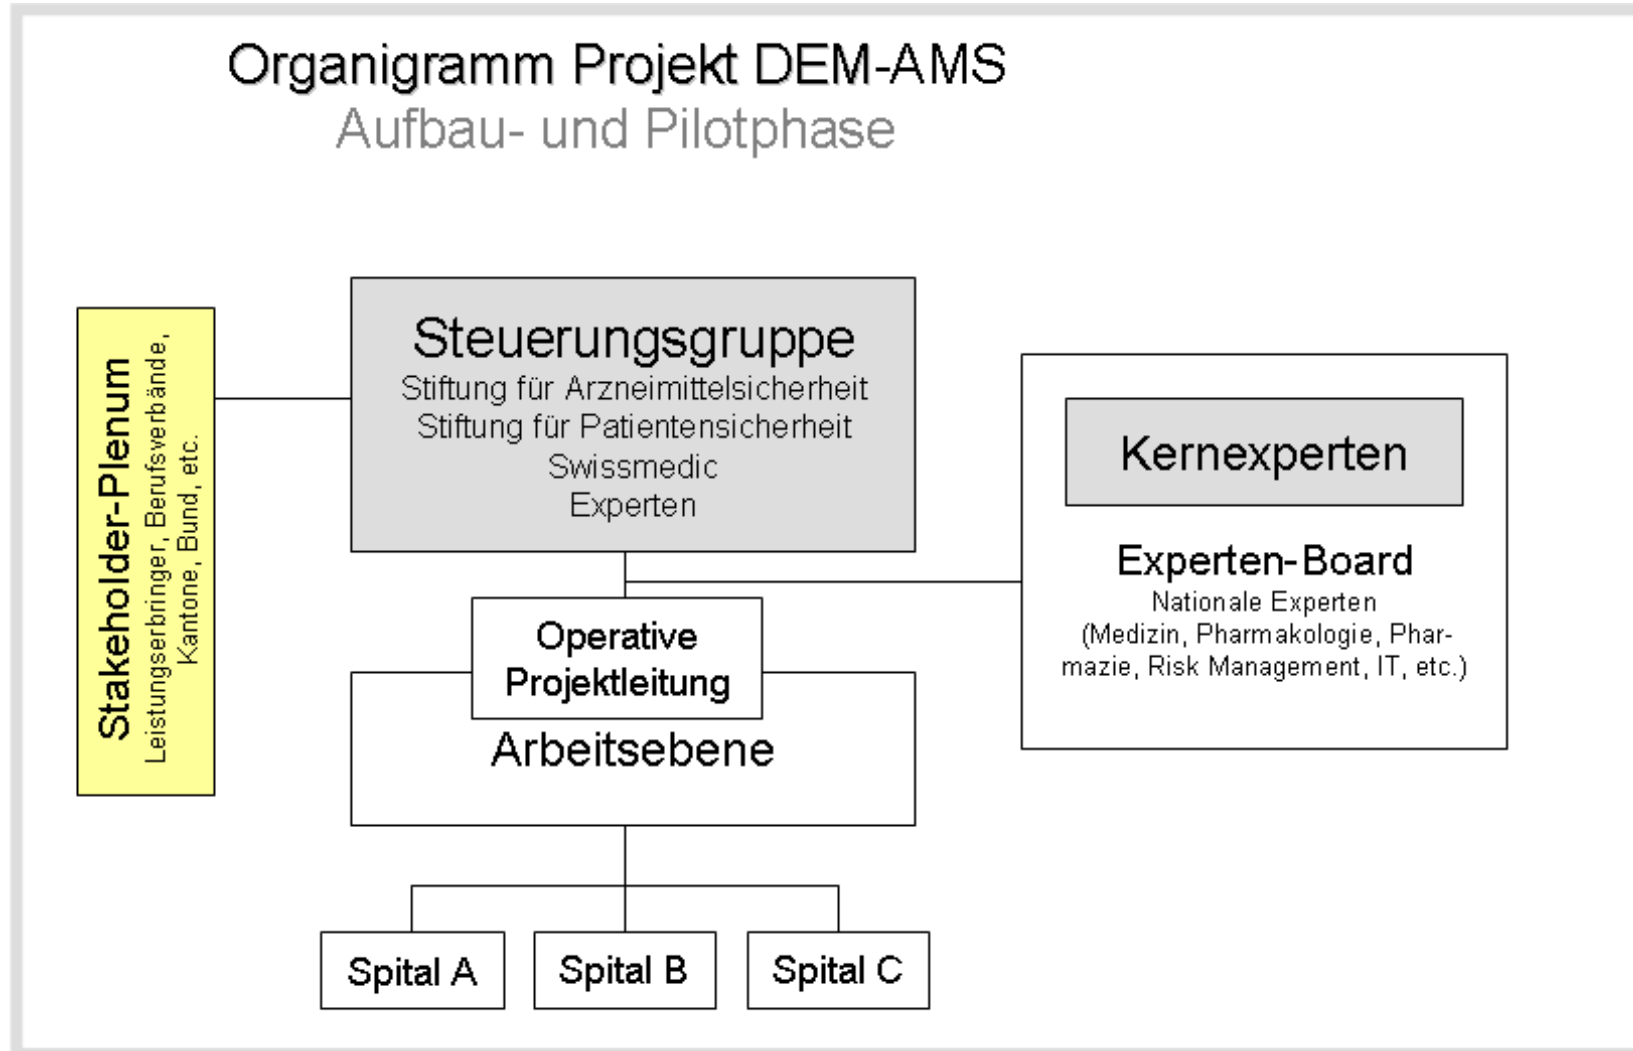 Organigramm Projekt DEM-AMS
Aufbau- und Pilotphase
Stakeholder-Plenum
Leistungserbringer, Berufsverbände,
Kantone, Bund, etc.
Steuerungsgruppe
Stiftung für Arzneimittelsicherheit
Stiftung für Patientensicherheit
Swissmedic
Experten
Kernexperten
Experten-Board
Nationale Experten
(Medizin, Pharmakologie, Phar-
mazie, Risk Management, IT, etc.)
Operative
Projektleitung
Arbeitsebene
Spital A
Spital B
Spital C